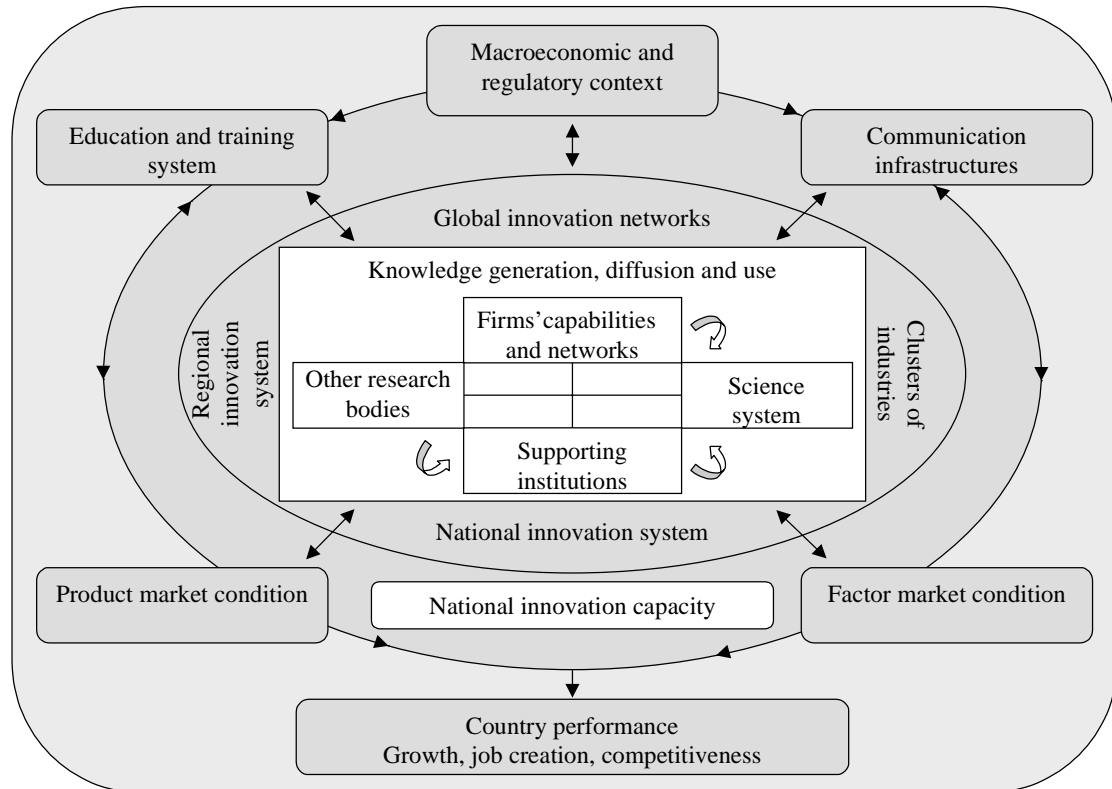 Macroeconomic and
regulatory context
Education and training
system
Communication
infrastructures
Global innovation networks
Knowledge generation, diffusion and use
Regional
innovation
system
Firms’capabilities
and networks
Other research
bodies
Science
system
Supporting
institutions
Clusters of
industries
National innovation system
Product market condition
National innovation capacity
Factor market condition
Country performance
Growth, job creation, competitiveness